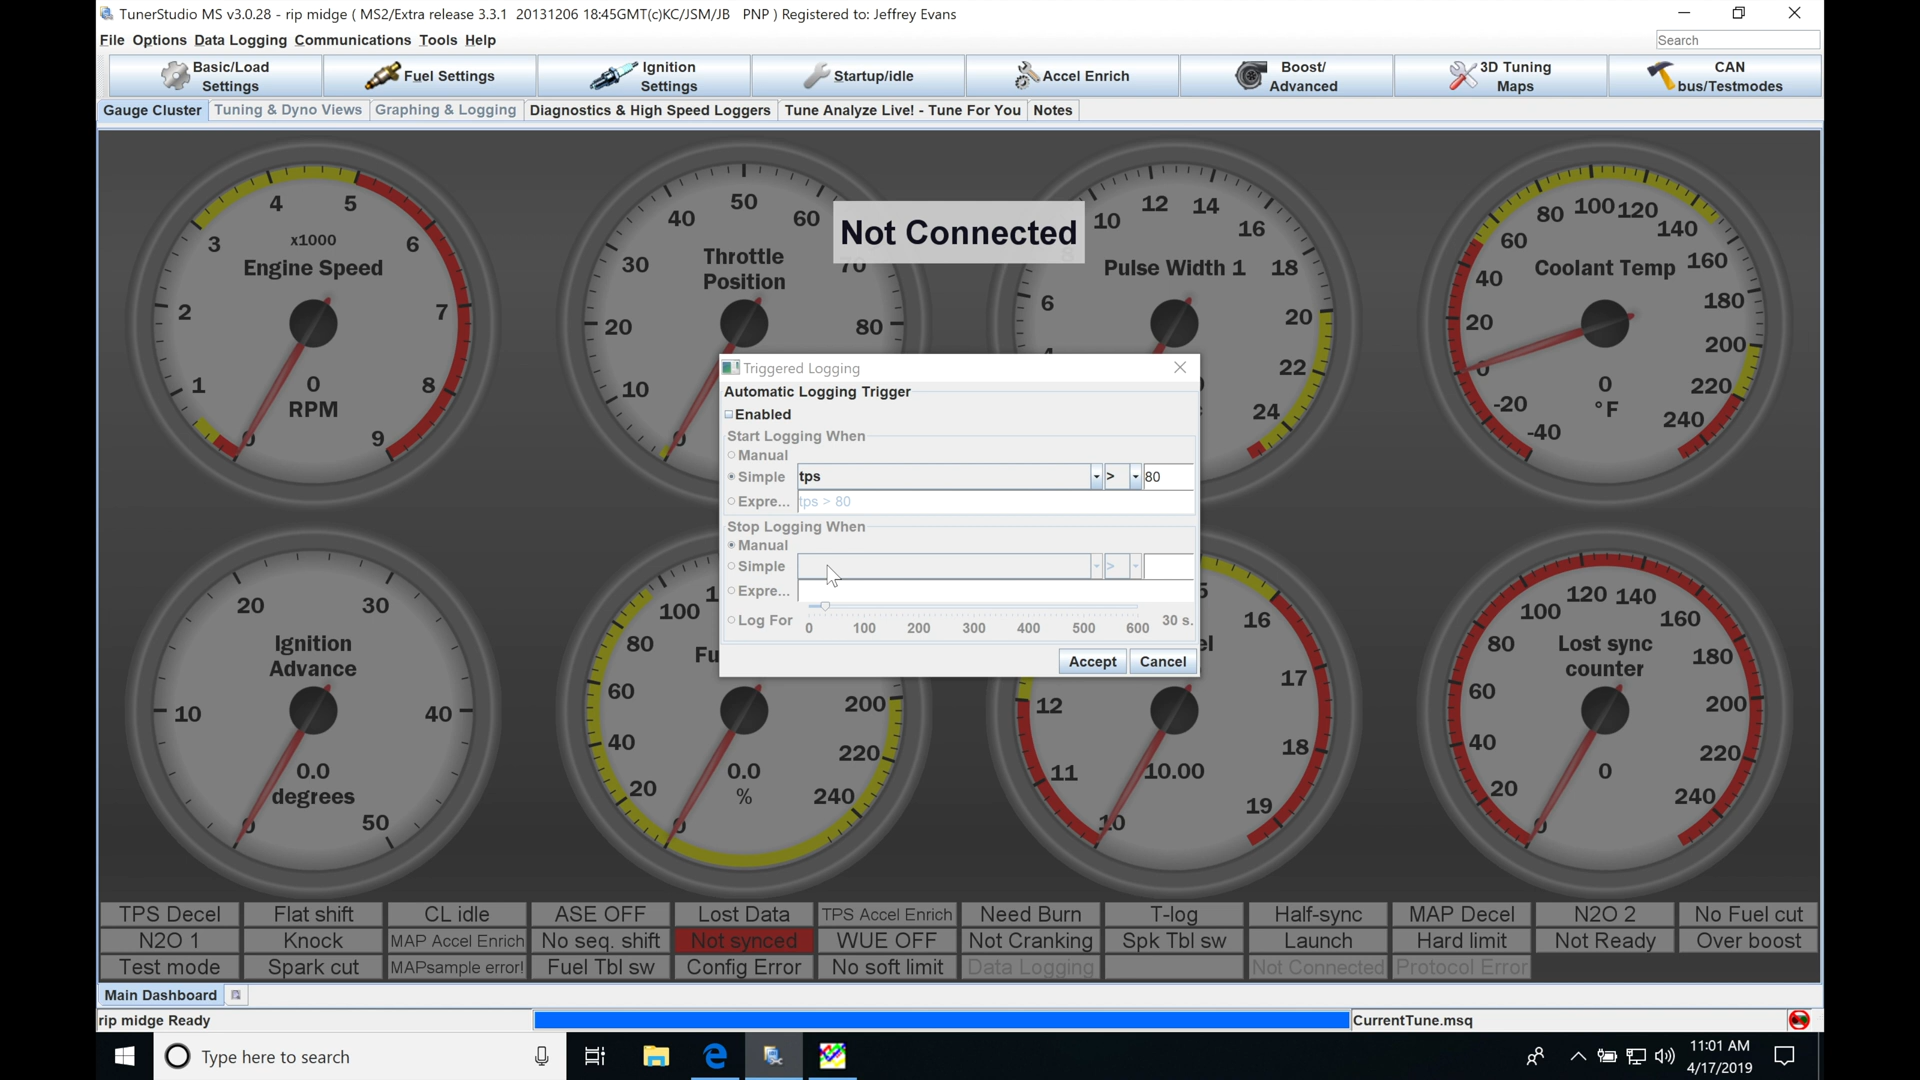 TunerStudio MS v3.0.28 - rip midge ( MS2/Extra release 3.3.1  20131206 18:45GMT(c)KC/JSM/JB   PNP ) Registered to: Jeffrey Evans
File Options Data Logging Communications Tools Help
Search
Basic/Load
Settings
Fuel Settings
Ignition
Settings
Startup/idle
Accel Enrich
Boost/
Advanced
3D Tuning
Maps
CAN
bus/Testmodes
Gauge Cluster Tuning & Dyno Views Graphing & Logging Diagnostics & High Speed Loggers Tune Analyze Live! - Tune For You Notes
Not Connected
0 1 2 3 4 5 6 7 8 9
x1000
Engine Speed
0
RPM
0 10 20 30 40 50 60 70 80
Throttle
Position
4 6 8 10 12 14 16 18 20 22 24
Pulse Width 1
-40 -20 0 20 40 60 80 100 120 140 160 180 200 220 240
Coolant Temp
0
°F
Triggered Logging
Automatic Logging Trigger
Enabled
Start Logging When
Manual
Simple tps > 80
Expre... tps > 80
Stop Logging When
Manual
Simple >
Expre...
Log For 0 100 200 300 400 500 600 30 s.
Accept Cancel
0 10 20 30 40 50
Ignition
Advance
0.0
degrees
0 20 40 60 80 100 200 220 240
Fu
0.0
%
10 11 12 16 17 18 19
10.00
0 20 40 60 80 100 120 140 160 180 200 220 240
Lost sync
counter
0
TPS Decel Flat shift CL idle ASE OFF Lost Data TPS Accel Enrich Need Burn T-log Half-sync MAP Decel N2O 2 No Fuel cut
N2O 1 Knock MAP Accel Enrich No seq. shift Not synced WUE OFF Not Cranking Spk Tbl sw Launch Hard limit Not Ready Over boost
Test mode Spark cut MAPsample error! Fuel Tbl sw Config Error No soft limit Data Logging Not Connected Protocol Error
Main Dashboard
rip midge Ready
CurrentTune.msq
Type here to search
11:01 AM
4/17/2019